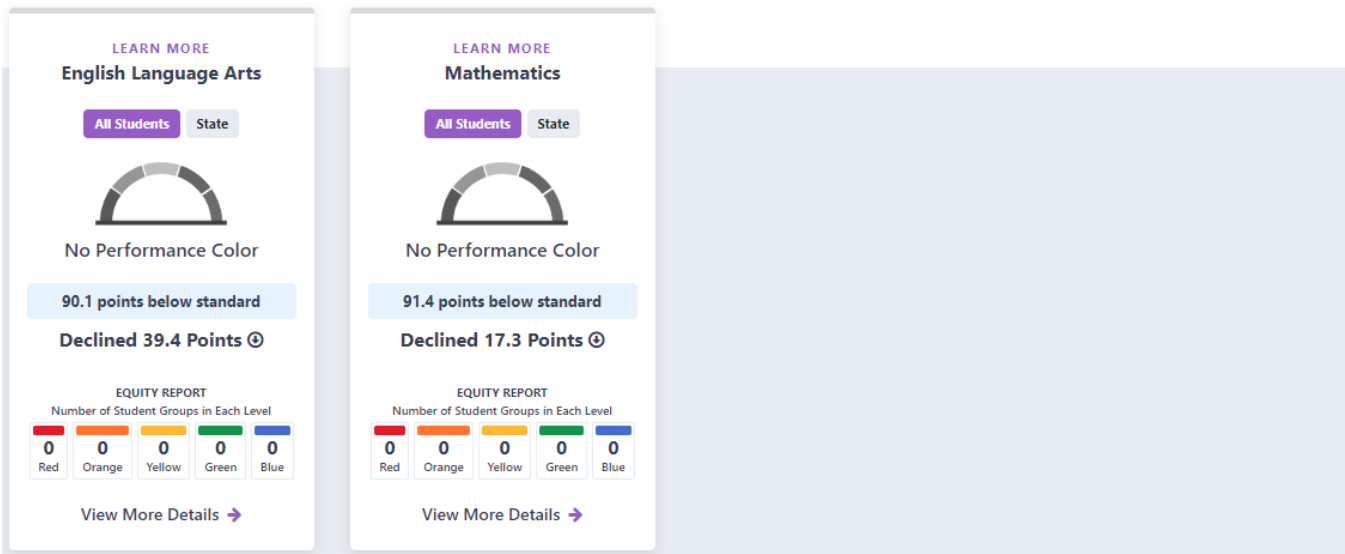 LEARN MORE
English Language Arts
All Students State
No Performance Color
90.1 points below standard
Declined 39.4 Points
EQUITY REPORT
Number of Student Groups in Each Level
0 0 0 0 0
Red Orange Yellow Green Blue
View More Details
LEARN MORE
Mathematics
All Students State
No Performance Color
91.4 points below standard
Declined 17.3 Points
EQUITY REPORT
Number of Student Groups in Each Level
0 0 0 0 0
Red Orange Yellow Green Blue
View More Details